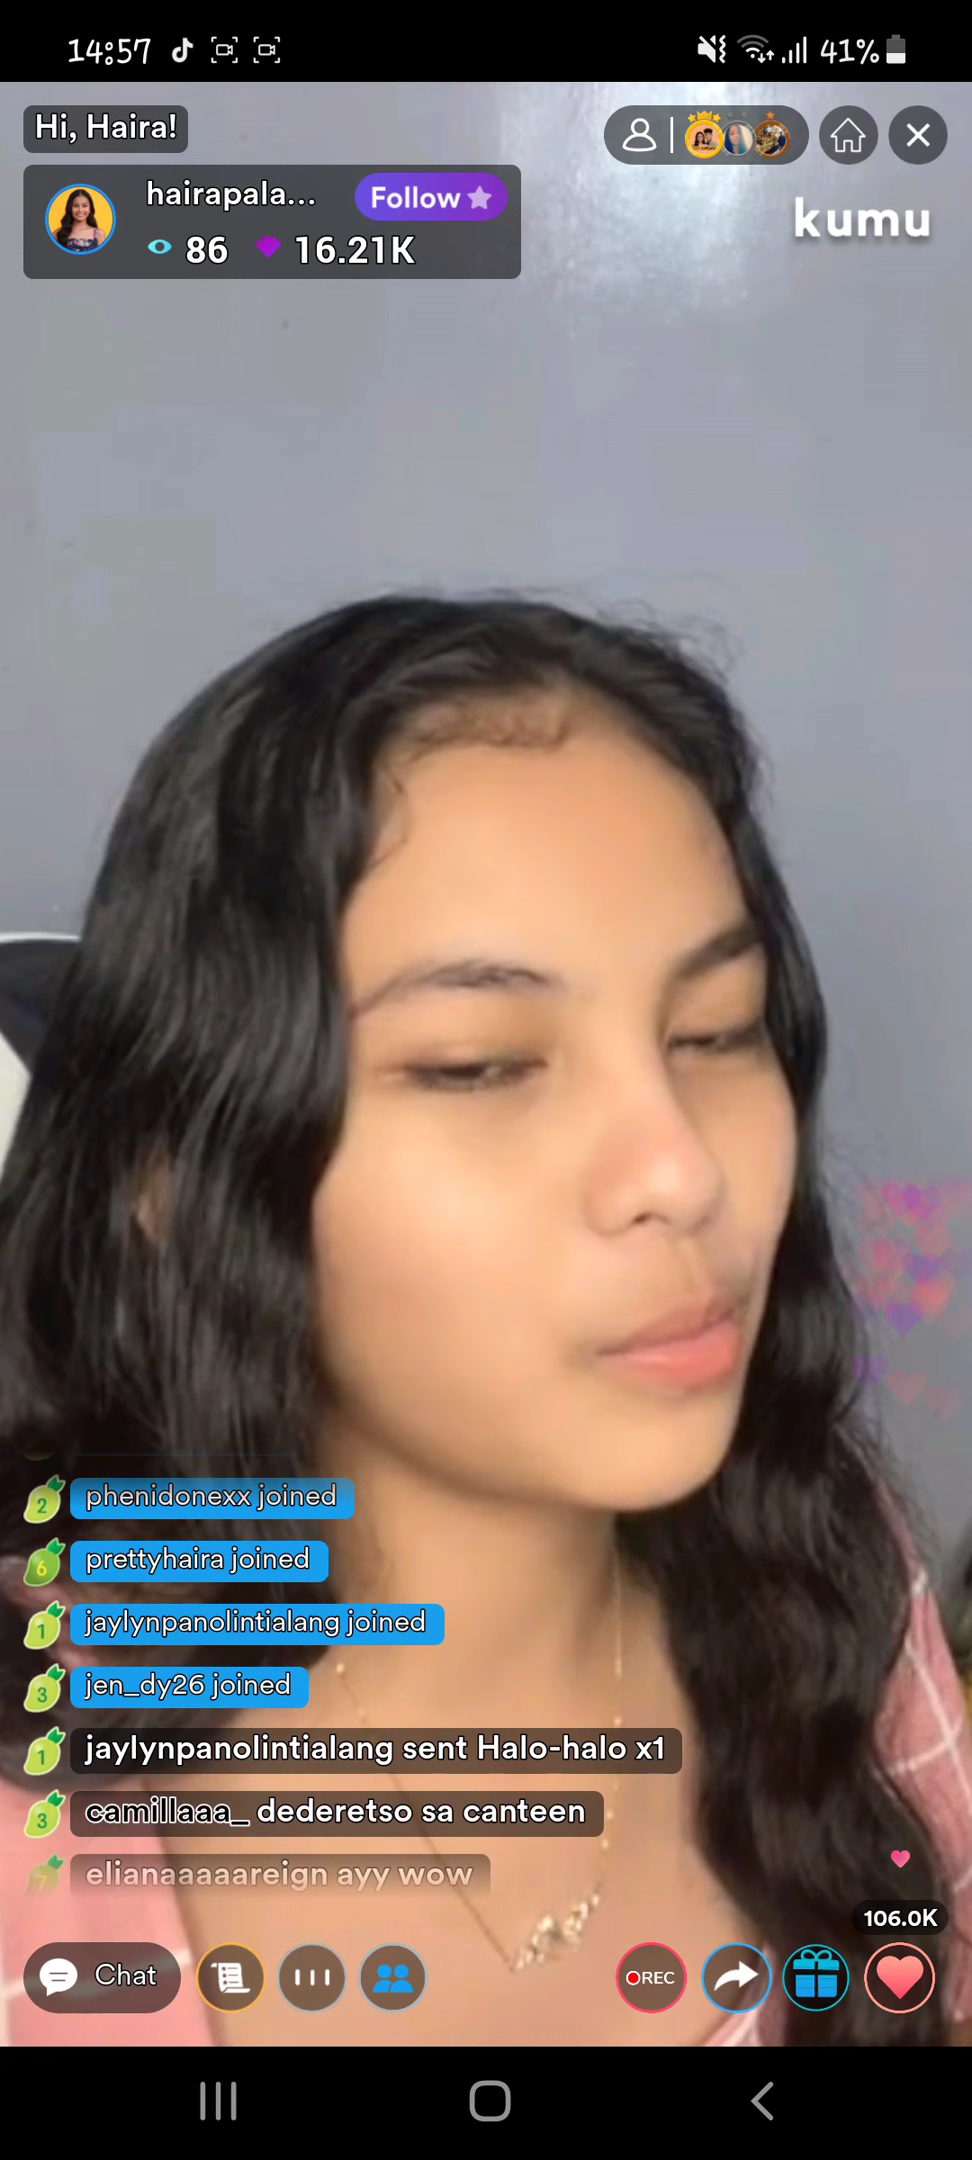 14:57
41%
Hi, Haira!
hairapala...
Follow
86
16.21K
kumu
2 phenidonexx joined
6 prettyhaira joined
1 jaylynpanolintialang joined
3 jen_dy26 joined
1 jaylynpanolintialang sent Halo-halo x1
3 camillaaa_ dederetso sa canteen
7 elianaaaaareign ayy wow
106.0K
Chat
REC